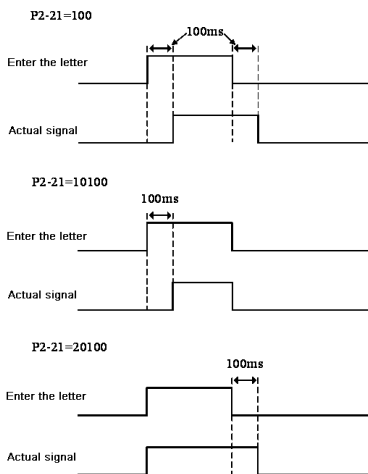 P2-21=100
100ms
Enter the letter
Actual signal
P2-21=10100
100ms
Enter the letter
Actual signal
P2-21=20100
100ms
Enter the letter
Actual signal